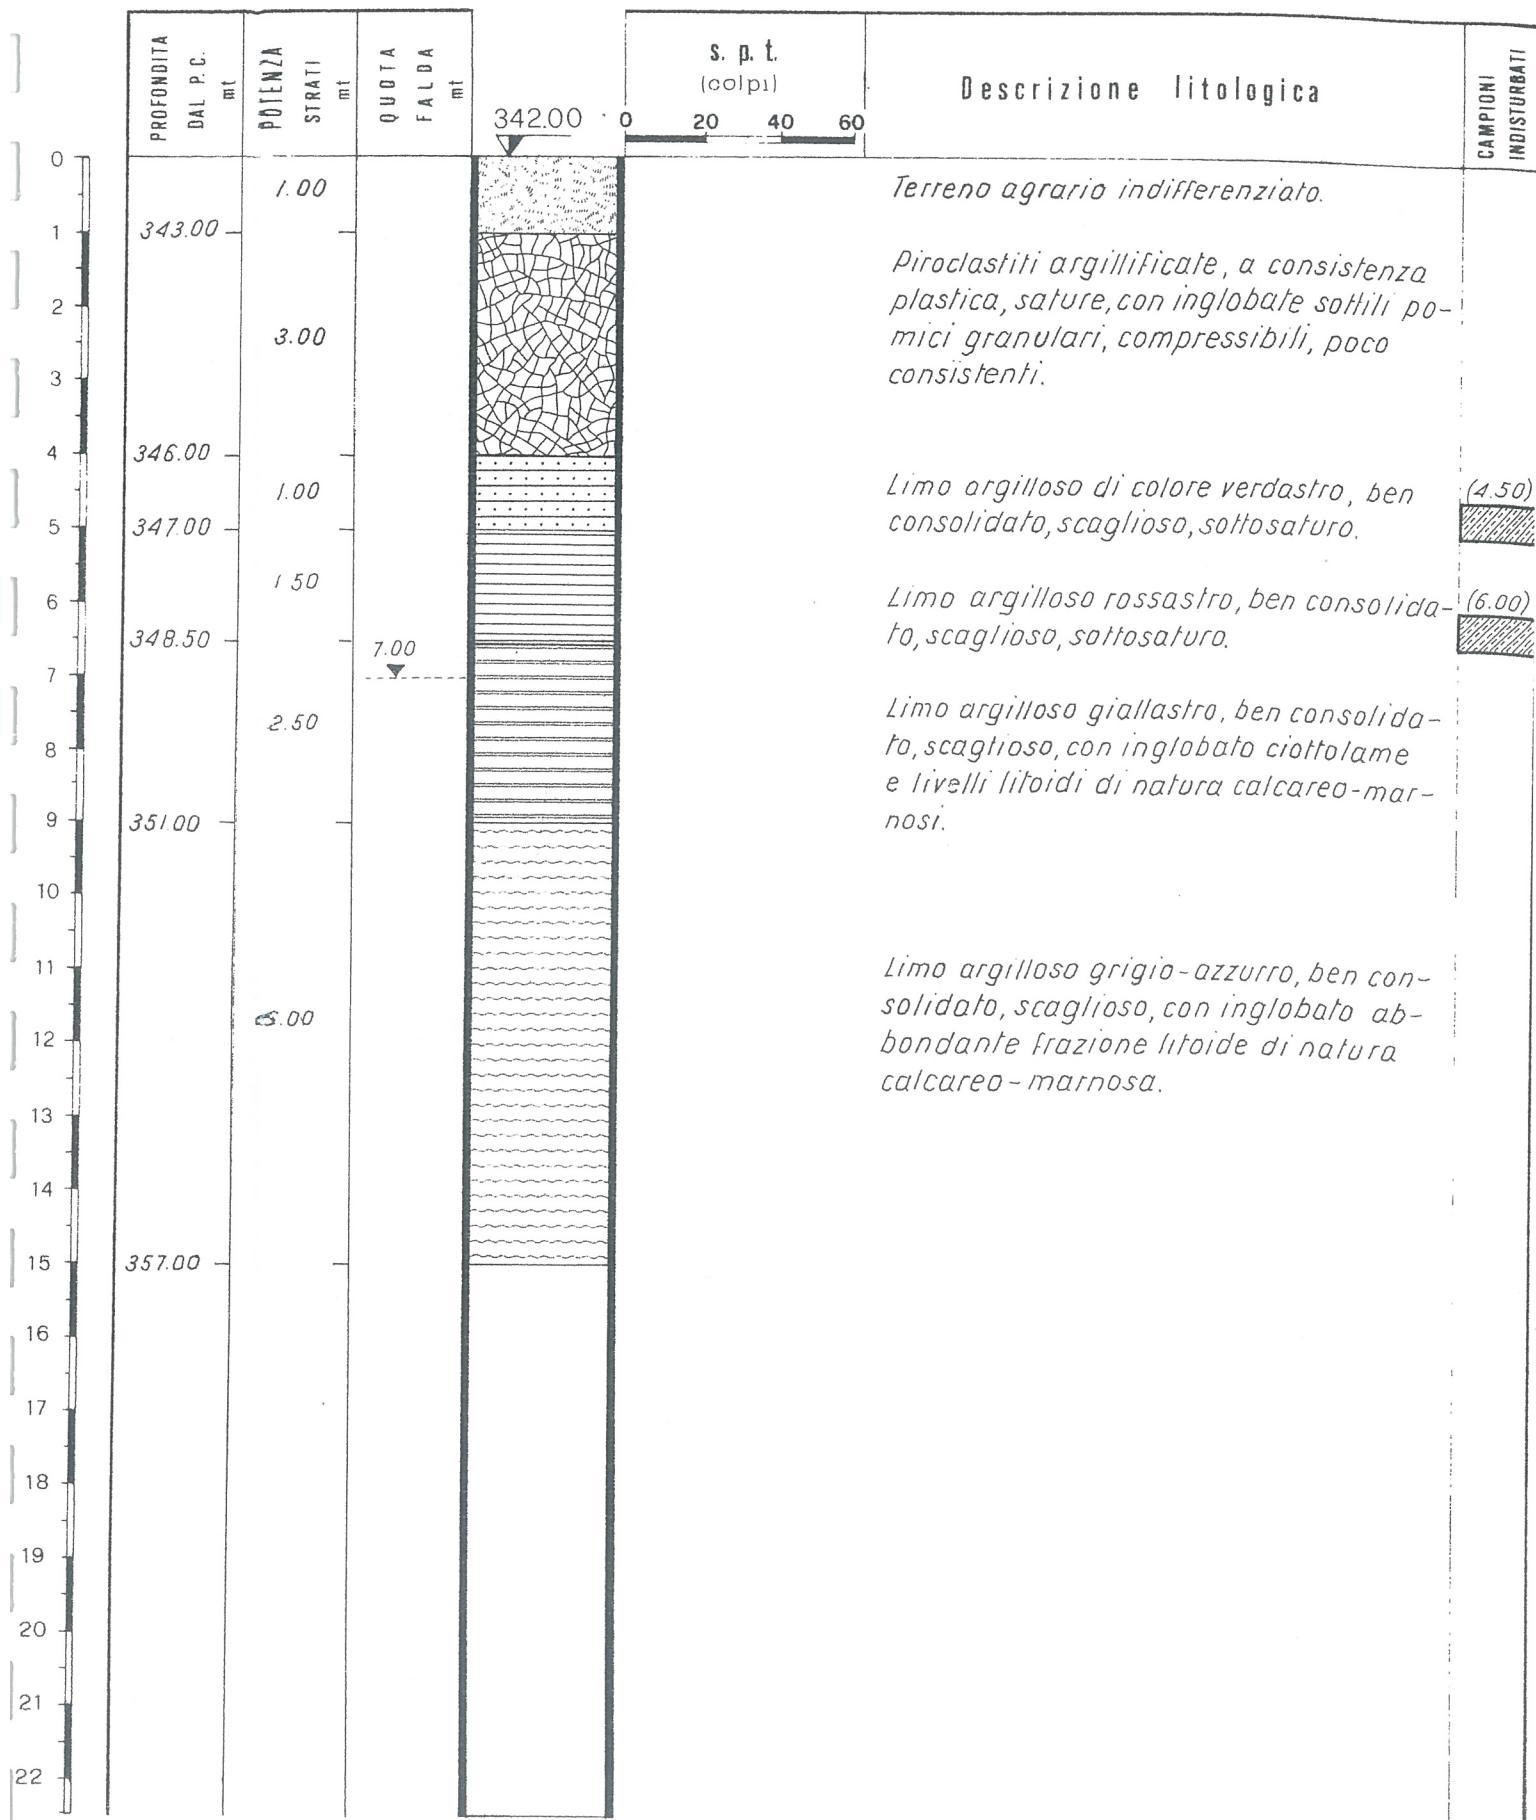 PROFONDITA
DAL P.C.
mt
POTENZA
STRATI
mt
QUOTA
FALDA
mt
342.00
s. p. t.
(colpi)
0 20 40 60
Descrizione litologica
CAMPIONI
INDISTURBATI
0
1.00
Terreno agrario indifferenziato.
1
343.00
Piroclastiti argillificate, a consistenza
plastica, sature, con inglobate sottili po-
mici granulari, compressibili, poco
consistenti.
2
3.00
3
4
346.00
1.00
Limo argilloso di colore verdastro, ben
consolidato, scaglioso, sottosaturo.
(4.50)
5
347.00
1 50
6
Limo argilloso rossastro, ben consolida-
to, scaglioso, sottosaturo.
(6.00)
348.50
7.00
7
2.50
Limo argilloso giallastro, ben consolida-
to, scaglioso, con inglobato ciottolame
e livelli litoidi di natura calcareo-mar-
nosi.
8
9
351.00
10
11
Limo argilloso grigio-azzurro, ben con-
solidato, scaglioso, con inglobato ab-
bondante frazione litoide di natura
calcareo-marnosa.
6.00
12
13
14
15
357.00
16
17
18
19
20
21
22